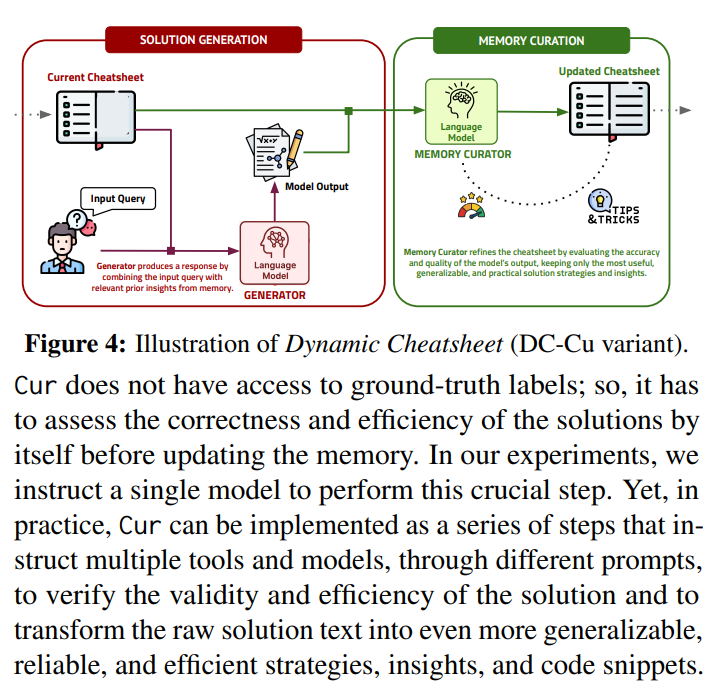 SOLUTION GENERATION
MEMORY CURATION
Current Cheatsheet
Updated Cheatsheet
√x+y
Language
Model
MEMORY CURATOR
Model Output
Input Query
?
TIPS
&TRICKS
Language
Model
GENERATOR
Generator produces a response by
combining the input query with
relevant prior insights from memory.
Memory Curator refines the cheatsheet by evaluating the accuracy
and quality of the model's output, keeping only the most useful,
generalizable, and practical solution strategies and insights.
Figure 4: Illustration of Dynamic Cheatsheet (DC-Cu variant).
Cur does not have access to ground-truth labels; so, it has
to assess the correctness and efficiency of the solutions by
itself before updating the memory. In our experiments, we
instruct a single model to perform this crucial step. Yet, in
practice, Cur can be implemented as a series of steps that in-
struct multiple tools and models, through different prompts,
to verify the validity and efficiency of the solution and to
transform the raw solution text into even more generalizable,
reliable, and efficient strategies, insights, and code snippets.